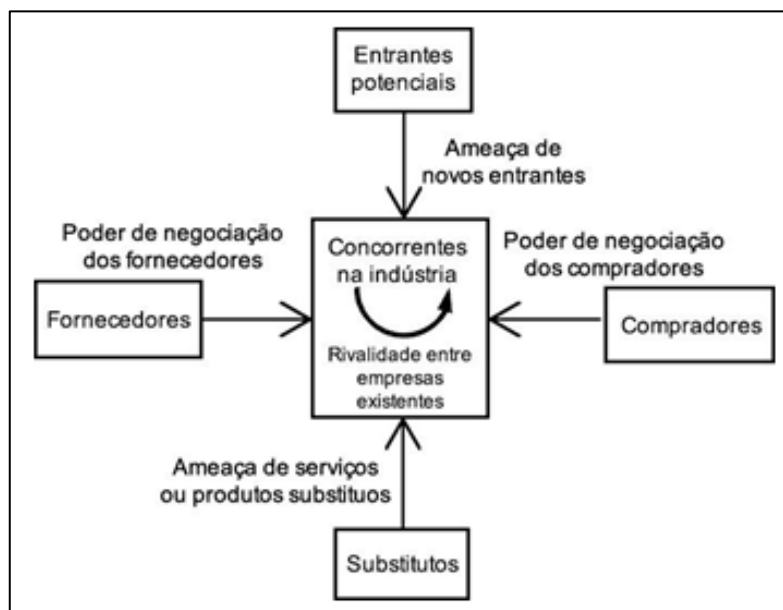 Entrantes
potenciais
Ameaça de
novos entrantes
Poder de negociação
dos fornecedores
Fornecedores
Concorrentes
na indústria
Rivalidade entre
empresas
existentes
Poder de negociação
dos compradores
Compradores
Ameaça de serviços
ou produtos substituos
Substitutos